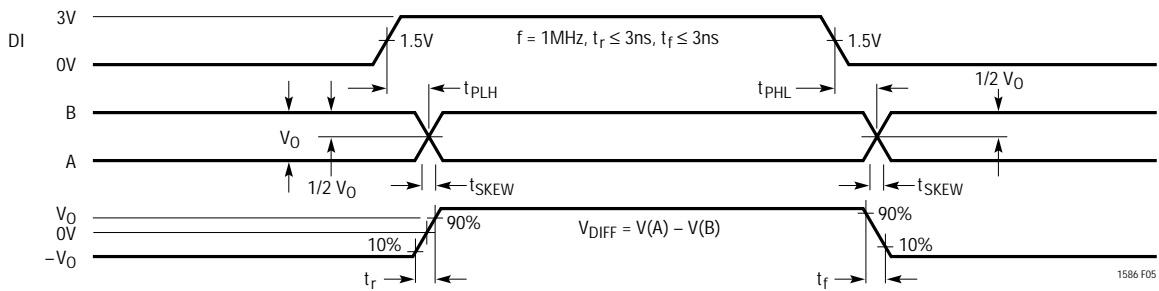 3V
DI
1.5V
f = 1MHz, tr ≤ 3ns, tf ≤ 3ns
1.5V
0V
tPLH
tPHL
1/2 VO
B
VO
A
1/2 VO
tSKEW
tSKEW
VO
0V
–VO
90%
10%
VDIFF = V(A) – V(B)
90%
10%
tr
tf
1586 F05